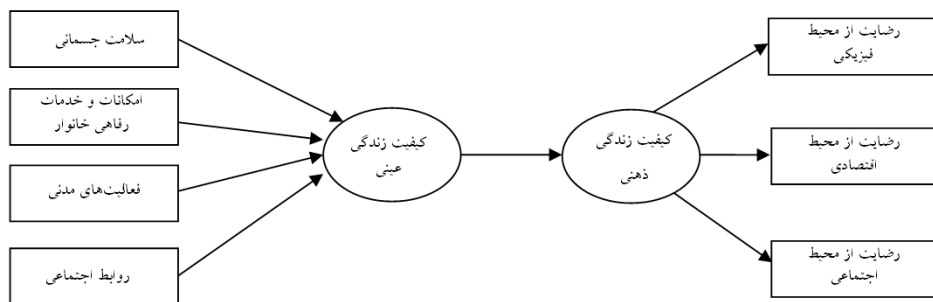 سلامت جسمانی
امکانات و خدمات
رفاهی خانوار
فعالیت‌های مدنی
روابط اجتماعی
کیفیت زندگی
عینی
کیفیت زندگی
ذهنی
رضایت از محیط
فیزیکی
رضایت از محیط
اقتصادی
رضایت از محیط
اجتماعی